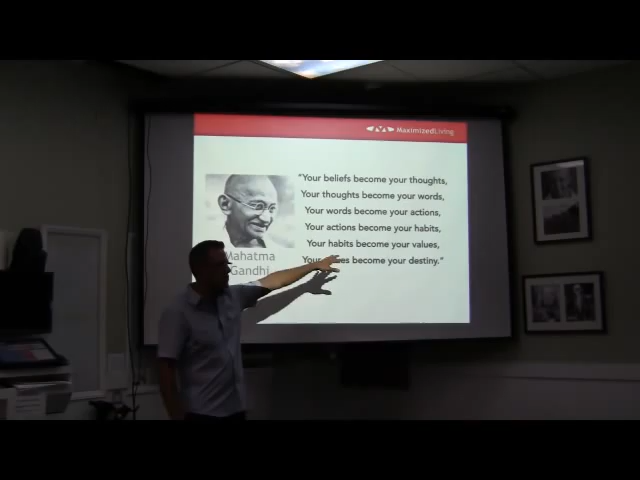 MaximizedLiving
"Your beliefs become your thoughts,
Your thoughts become your words,
Your words become your actions,
Your actions become your habits,
Your habits become your values,
become your destiny."
Mahatma
Gandhi